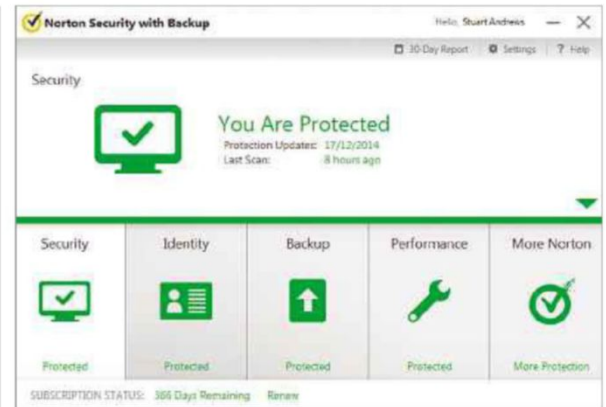 Norton Security with Backup
Hello, Stuart Andrews
30-Day Report Settings ? Help
Security
You Are Protected
Protection Updates: 17/12/2014
Last Scan: 8 hours ago
Security Identity Backup Performance More Norton
Protected Protected Protected Protected More Protection
SUBSCRIPTION STATUS: 366 Days Remaining Renew